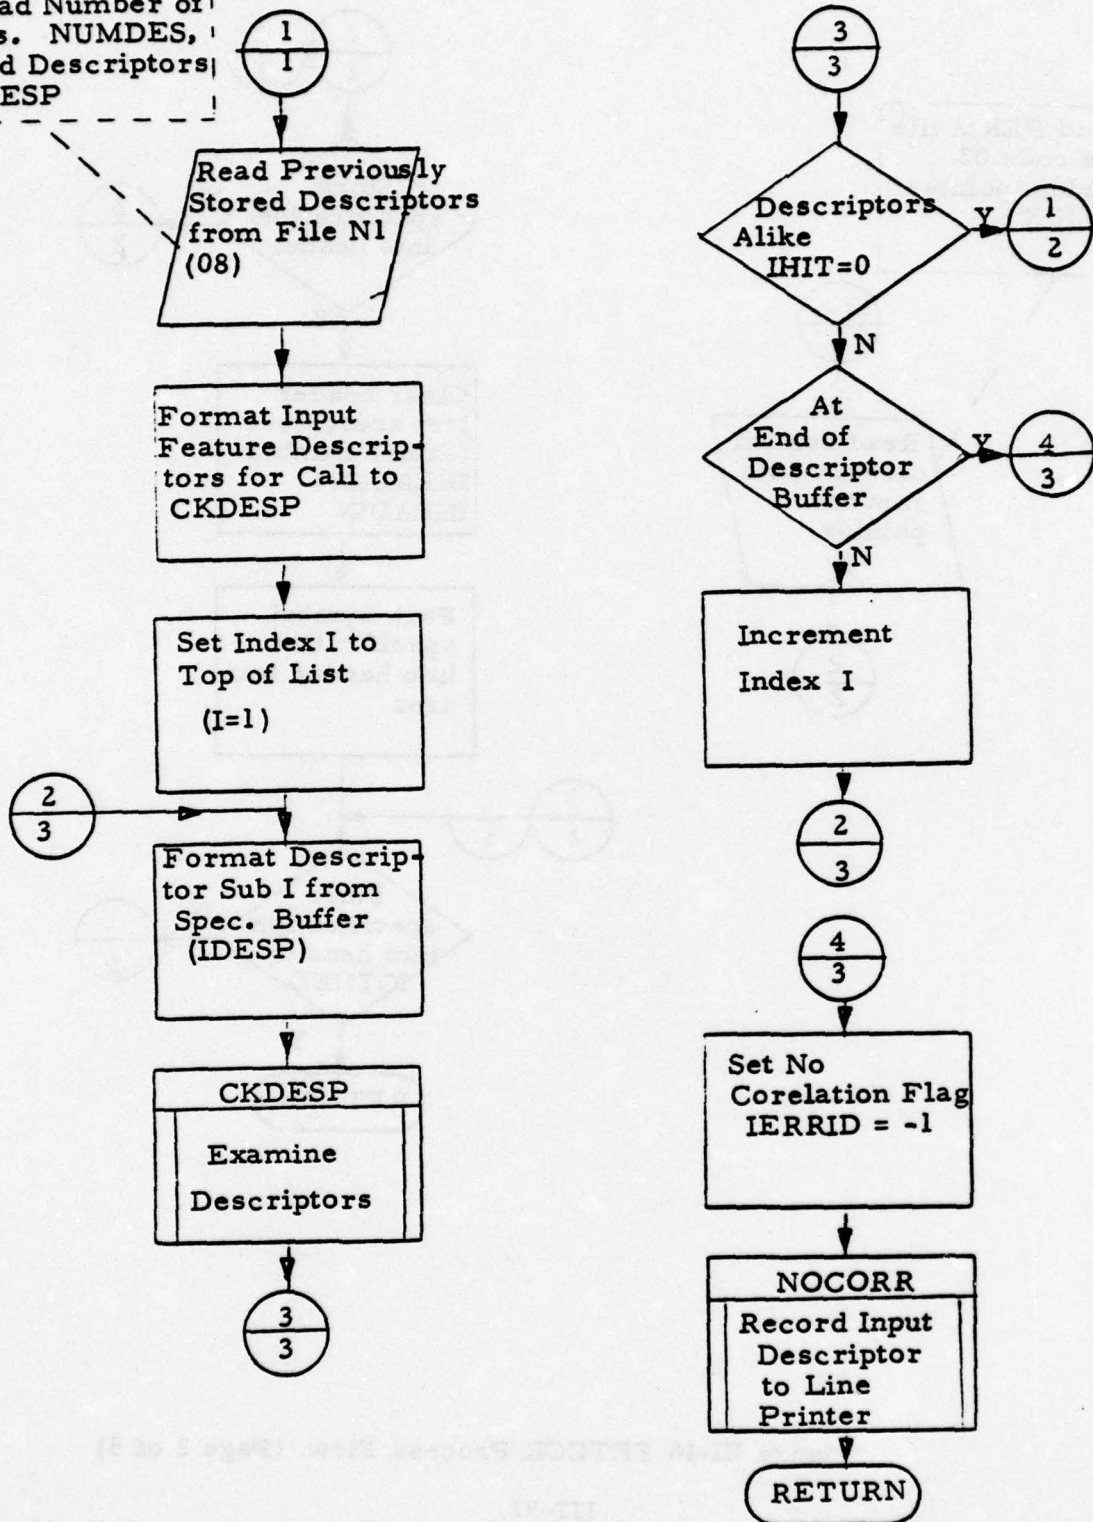 Number of
NUMDES,
Descriptors
1
1
Read Previously
Stored Descriptors
from File N1
(08)
Format Input
Feature Descrip-
tors for Call to
CKDESP
Set Index I to
Top of List
(I=1)
2
3
Format Descrip-
tor Sub I from
Spec. Buffer
(IDESP)
CKDESP
Examine
Descriptors
3
3
3
3
Descriptors
Alike
IHIT=0
Y
1
2
N
At
End of
Descriptor
Buffer
Y
4
3
N
Increment
Index I
2
3
4
3
Set No
Corelation Flag
IERRID = -1
NOCORR
Record Input
Descriptor
to Line
Printer
RETURN